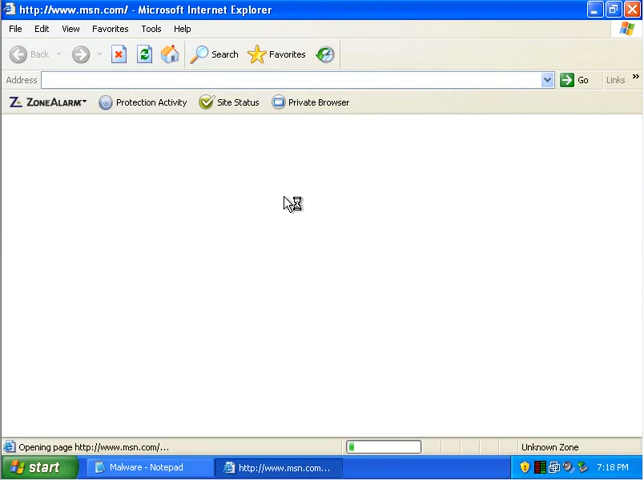 http://www.msn.com/ - Microsoft Internet Explorer
File Edit View Favorites Tools Help
Back Search Favorites
Address Go Links »
ZA ZONEALARM™ Protection Activity Site Status Private Browser
Opening page http://www.msn.com/... Unknown Zone
start Malware - Notepad http://www.msn.com... 7:18 PM